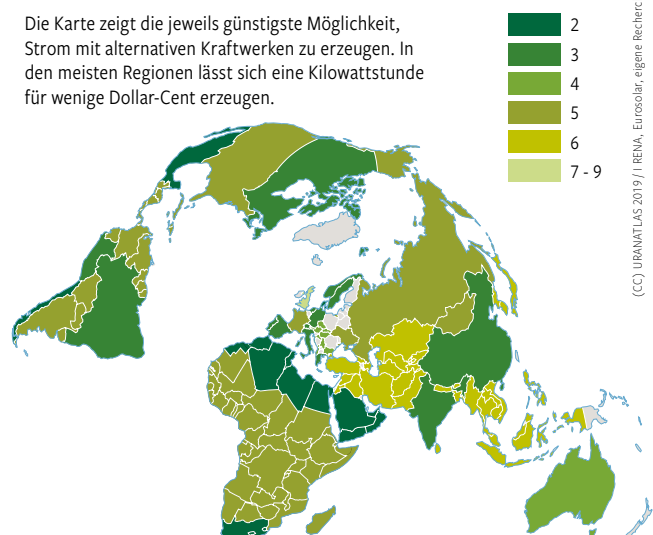 Die Karte zeigt die jeweils günstigste Möglichkeit,
Strom mit alternativen Kraftwerken zu erzeugen. In
den meisten Regionen lässt sich eine Kilowattstunde
für wenige Dollar-Cent erzeugen.
2
3
4
5
6
7 - 9
(CC) URANATLAS 2019 / I RENA, Eurosolar, eigene